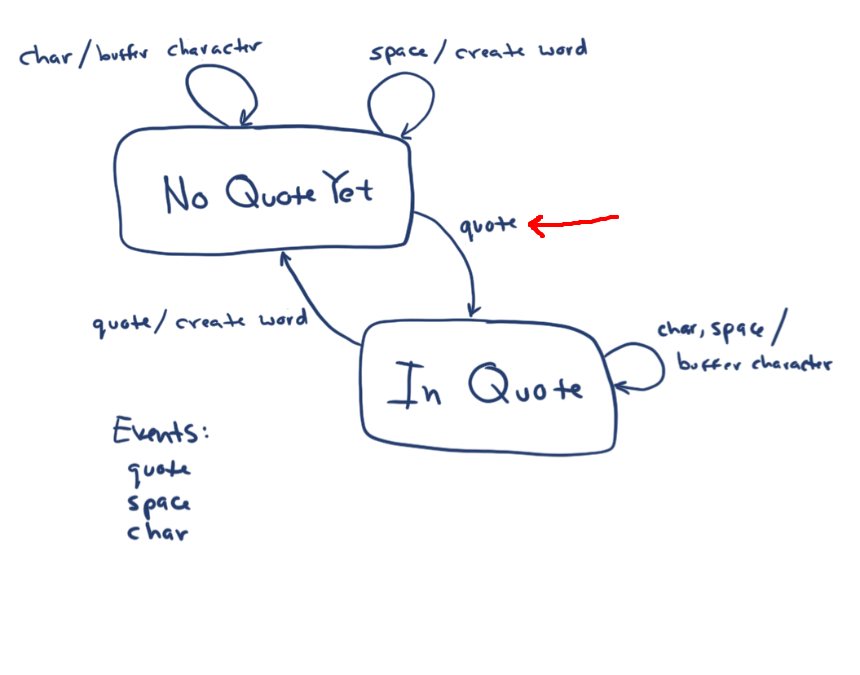 char/buffer character
space/create word
No Quote Yet
quote
quote/create word
char, space/
buffer character
In Quote
Events:
quote
space
char